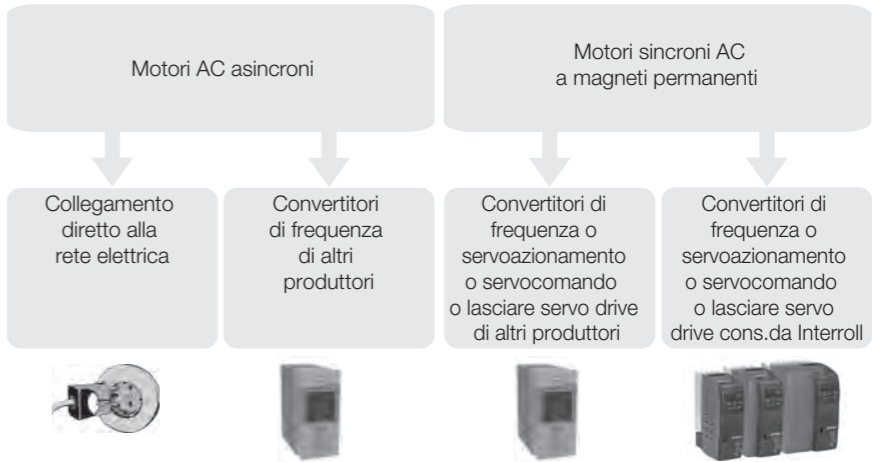 Motori AC asincroni
Motori sincroni AC
a magneti permanenti
Collegamento
diretto alla
rete elettrica
Convertitori
di frequenza
di altri
produttori
Convertitori di
frequenza o
servoazionamento
o servocomando
o lasciare servo drive
di altri produttori
Convertitori di
frequenza o
servoazionamento
o servocomando
o lasciare servo
drive cons.da Interroll